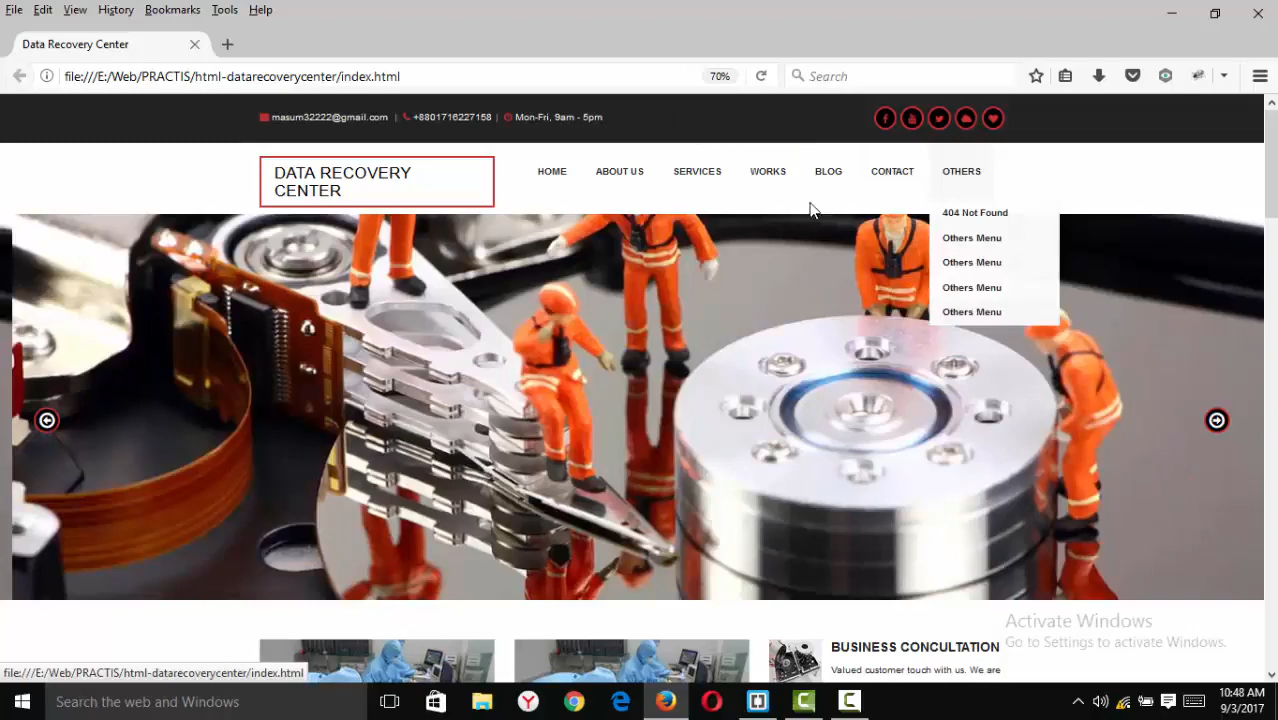 File Edit View History Bookmarks Tools Help
Data Recovery Center
file:///E:/Web/PRACTIS/html-datarecoverycenter/index.html 70% Search
masum32222@gmail.com | +8801716227158 | Mon-Fri, 9am - 5pm
DATA RECOVERY
CENTER
HOME ABOUT US SERVICES WORKS BLOG CONTACT OTHERS
404 Not Found
Others Menu
Others Menu
Others Menu
Others Menu
Activate Windows
Go to Settings to activate Windows.
BUSINESS CONCULTATION
Valued customer touch with us. We are
file:///E:/Web/PRACTIS/html-datarecoverycenter/index.html
Search the web and Windows
10:48 AM
9/3/2017